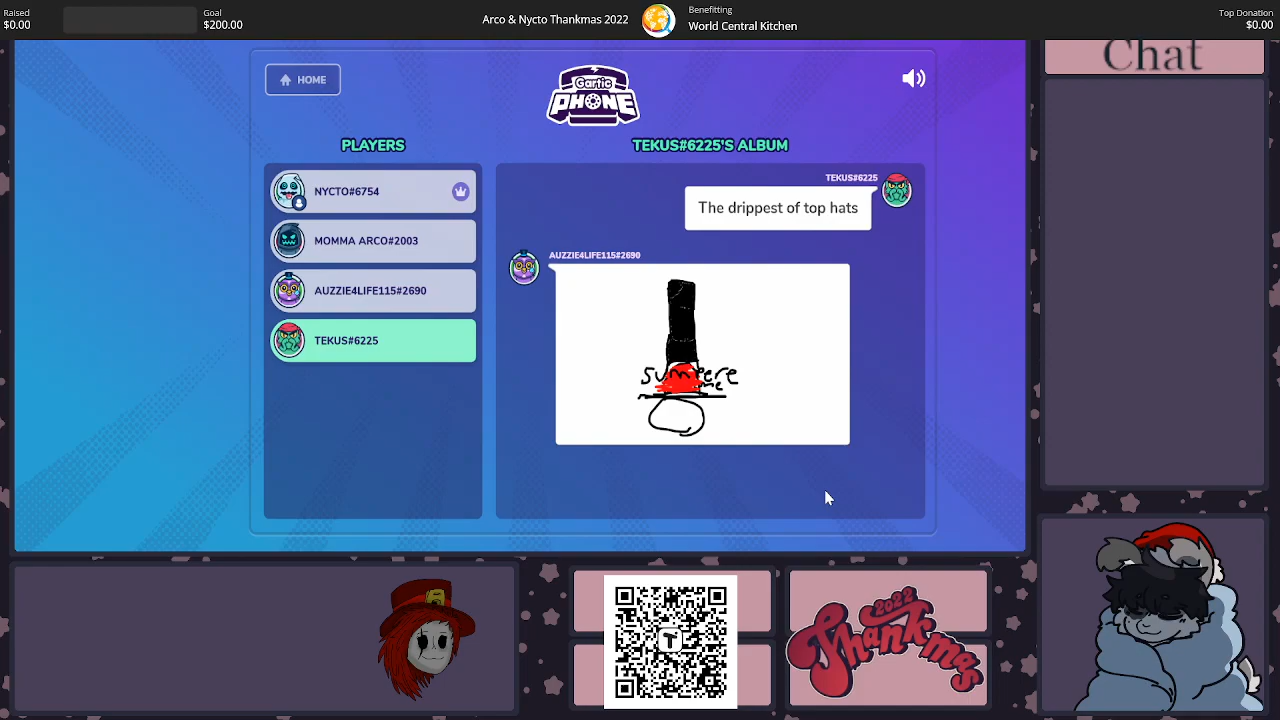 Raised
$0.00
Goal
$200.00
Arco & Nycto Thankmas 2022
Benefitting
World Central Kitchen
Top Donation
$0.00
HOME
Gartic
PHONE
Chat
PLAYERS
NYCTO#6754
MOMMA ARCO#2003
AUZZIE4LIFE115#2690
TEKUS#6225
TEKUS#6225'S ALBUM
TEKUS#6225
The drippest of top hats
AUZZIE4LIFE115#2690
T
2022
Thankmas